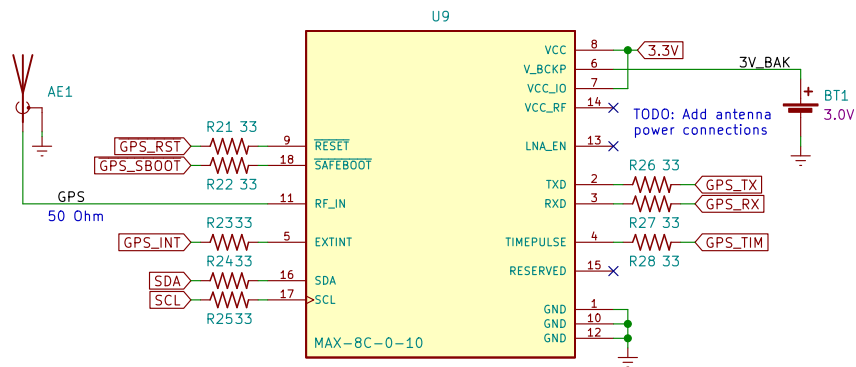 U9
AE1
GPS_RST
R21 33
9
RESET
GPS_SBOOT
R22 33
18
SAFEBOOT
GPS
50 Ohm
11
RF_IN
GPS_INT
R2333
5
EXTINT
R2433
SDA
16
SDA
SCL
17
SCL
R2533
MAX-8C-0-10
VCC
8
3.3V
V_BCKP
6
3V_BAK
VCC_IO
7
VCC_RF
14
TODO: Add antenna
power connections
BT1
3.0V
LNA_EN
13
R26 33
TXD
2
GPS_TX
RXD
3
GPS_RX
R27 33
TIMEPULSE
4
GPS_TIM
R28 33
RESERVED
15
GND
1
GND
10
GND
12